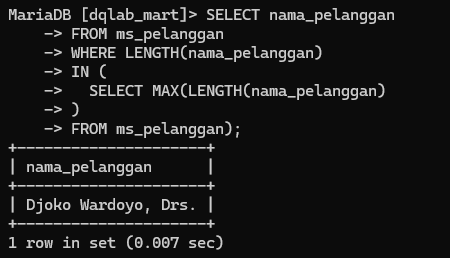 MariaDB [dqlab_mart]> SELECT nama_pelanggan
    -> FROM ms_pelanggan
    -> WHERE LENGTH(nama_pelanggan)
    -> IN (
    ->   SELECT MAX(LENGTH(nama_pelanggan)
    -> )
    -> FROM ms_pelanggan);
+---------------------+
| nama_pelanggan      |
+---------------------+
| Djoko Wardoyo, Drs. |
+---------------------+
1 row in set (0.007 sec)